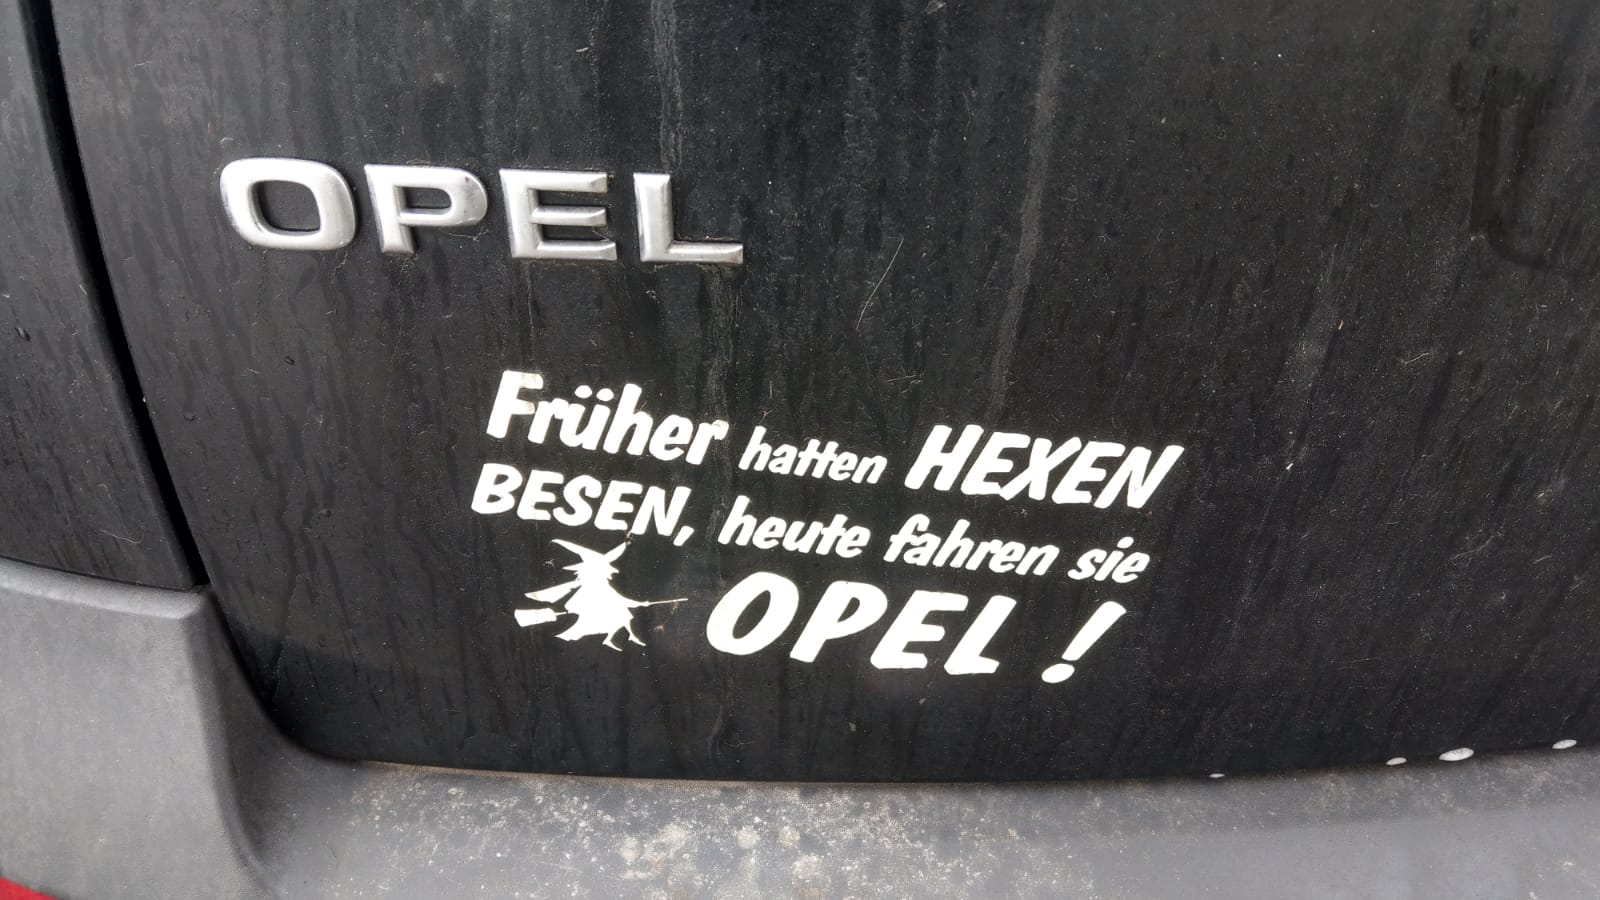 OPEL
Früher hatten HEXEN
BESEN, heute fahren sie
OPEL !